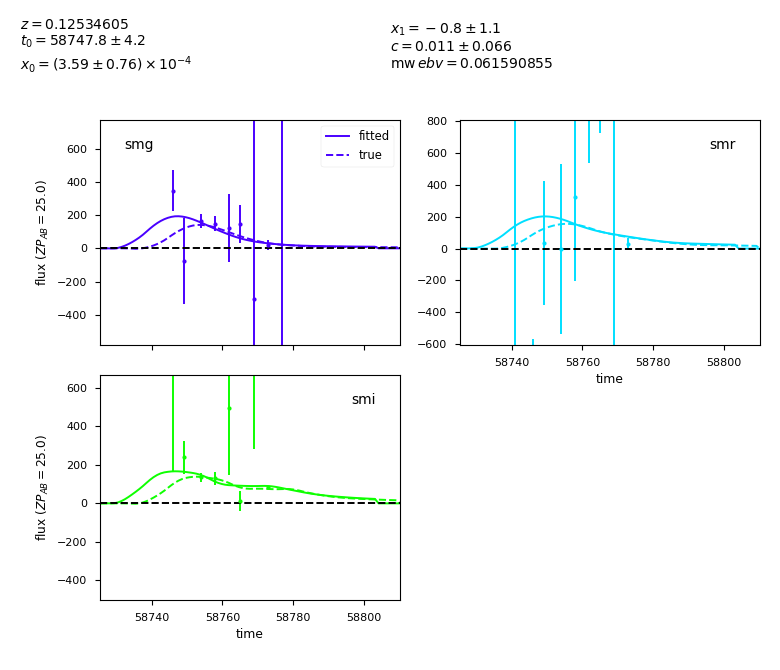 z = 0.12534605
t₀ = 58747.8 ± 4.2
x₀ = (3.59 ± 0.76) × 10⁻⁴
x₁ = −0.8 ± 1.1
c = 0.011 ± 0.066
mwebv = 0.061590855
smg
fitted
true
600
400
200
0
−200
−400
flux (ZP_AB = 25.0)
smr
800
600
400
200
0
−200
−400
−600
58740 58760 58780 58800
time
smi
600
400
200
0
−200
−400
flux (ZP_AB = 25.0)
58740 58760 58780 58800
time